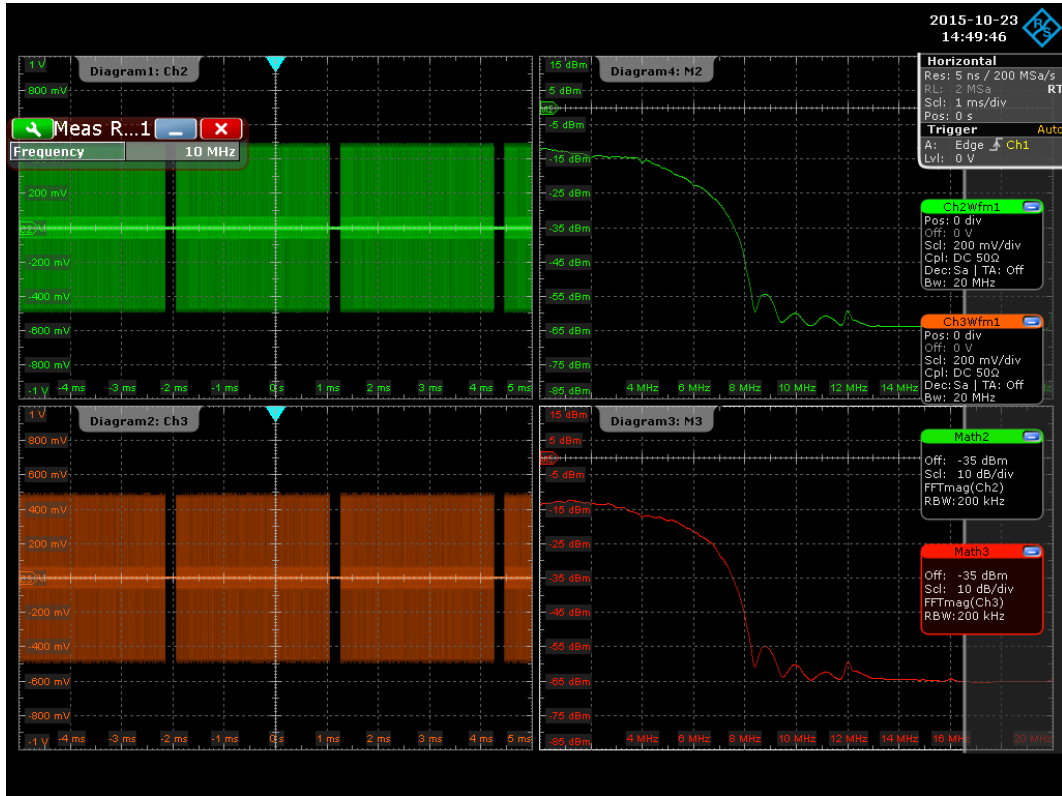 2015-10-23
14:49:46
R&S
Horizontal
Res: 5 ns / 200 MSa/s
RL: 2 MSa RT
Scl: 1 ms/div
Pos: 0 s
Trigger Auto
A: Edge Ch1
Lvl: 0 V
Diagram1: Ch2
1 V
800 mV
Meas R...1
Frequency 10 MHz
200 mV
-200 mV
-400 mV
-600 mV
-800 mV
-1 V
-4 ms -3 ms -2 ms -1 ms 0 s 1 ms 2 ms 3 ms 4 ms 5 ms
Diagram4: M2
15 dBm
5 dBm
-5 dBm
-15 dBm
-25 dBm
-35 dBm
-45 dBm
-55 dBm
-65 dBm
-75 dBm
-85 dBm
4 MHz 6 MHz 8 MHz 10 MHz 12 MHz 14 MHz
Ch2Wfm1
Pos: 0 div
Off: 0 V
Scl: 200 mV/div
Cpl: DC 50Ω
Dec: Sa | TA: Off
Bw: 20 MHz
Ch3Wfm1
Pos: 0 div
Off: 0 V
Scl: 200 mV/div
Cpl: DC 50Ω
Dec: Sa | TA: Off
Bw: 20 MHz
Diagram2: Ch3
1 V
800 mV
600 mV
400 mV
200 mV
-200 mV
-400 mV
-600 mV
-800 mV
-1 V
-4 ms -3 ms -2 ms -1 ms 0 s 1 ms 2 ms 3 ms 4 ms 5 ms
Diagram3: M3
15 dBm
5 dBm
-5 dBm
-15 dBm
-25 dBm
-35 dBm
-45 dBm
-55 dBm
-65 dBm
-75 dBm
-85 dBm
4 MHz 6 MHz 8 MHz 10 MHz 12 MHz 14 MHz 16 MHz 20 MHz
Math2
Off: -35 dBm
Scl: 10 dB/div
FFTmag(Ch2)
RBW: 200 kHz
Math3
Off: -35 dBm
Scl: 10 dB/div
FFTmag(Ch3)
RBW: 200 kHz